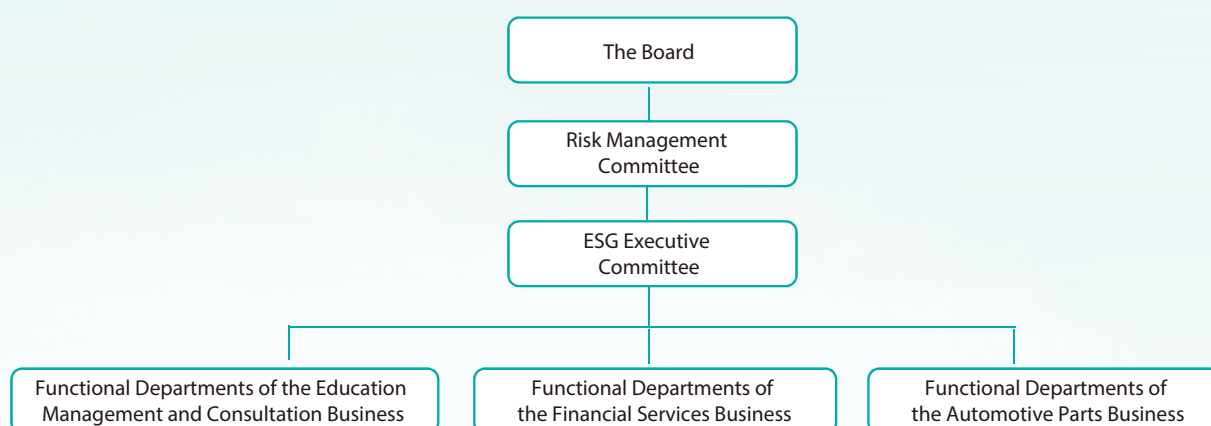 The Board
Risk Management
Committee
ESG Executive
Committee
Functional Departments of the Education
Management and Consultation Business
Functional Departments of
the Financial Services Business
Functional Departments of
the Automotive Parts Business